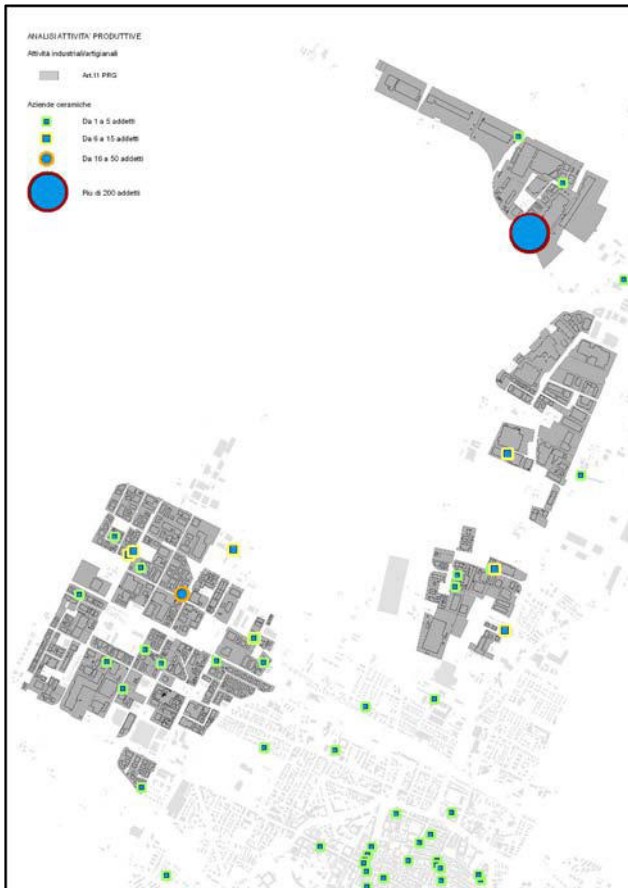 ANALISI ATTIVITA' PRODUTTIVE
Attività industriali/artigianali
Art.11 PRG
Aziende ceramiche
Da 1 a 5 addetti
Da 6 a 15 addetti
Da 16 a 50 addetti
Piu di 200 addetti